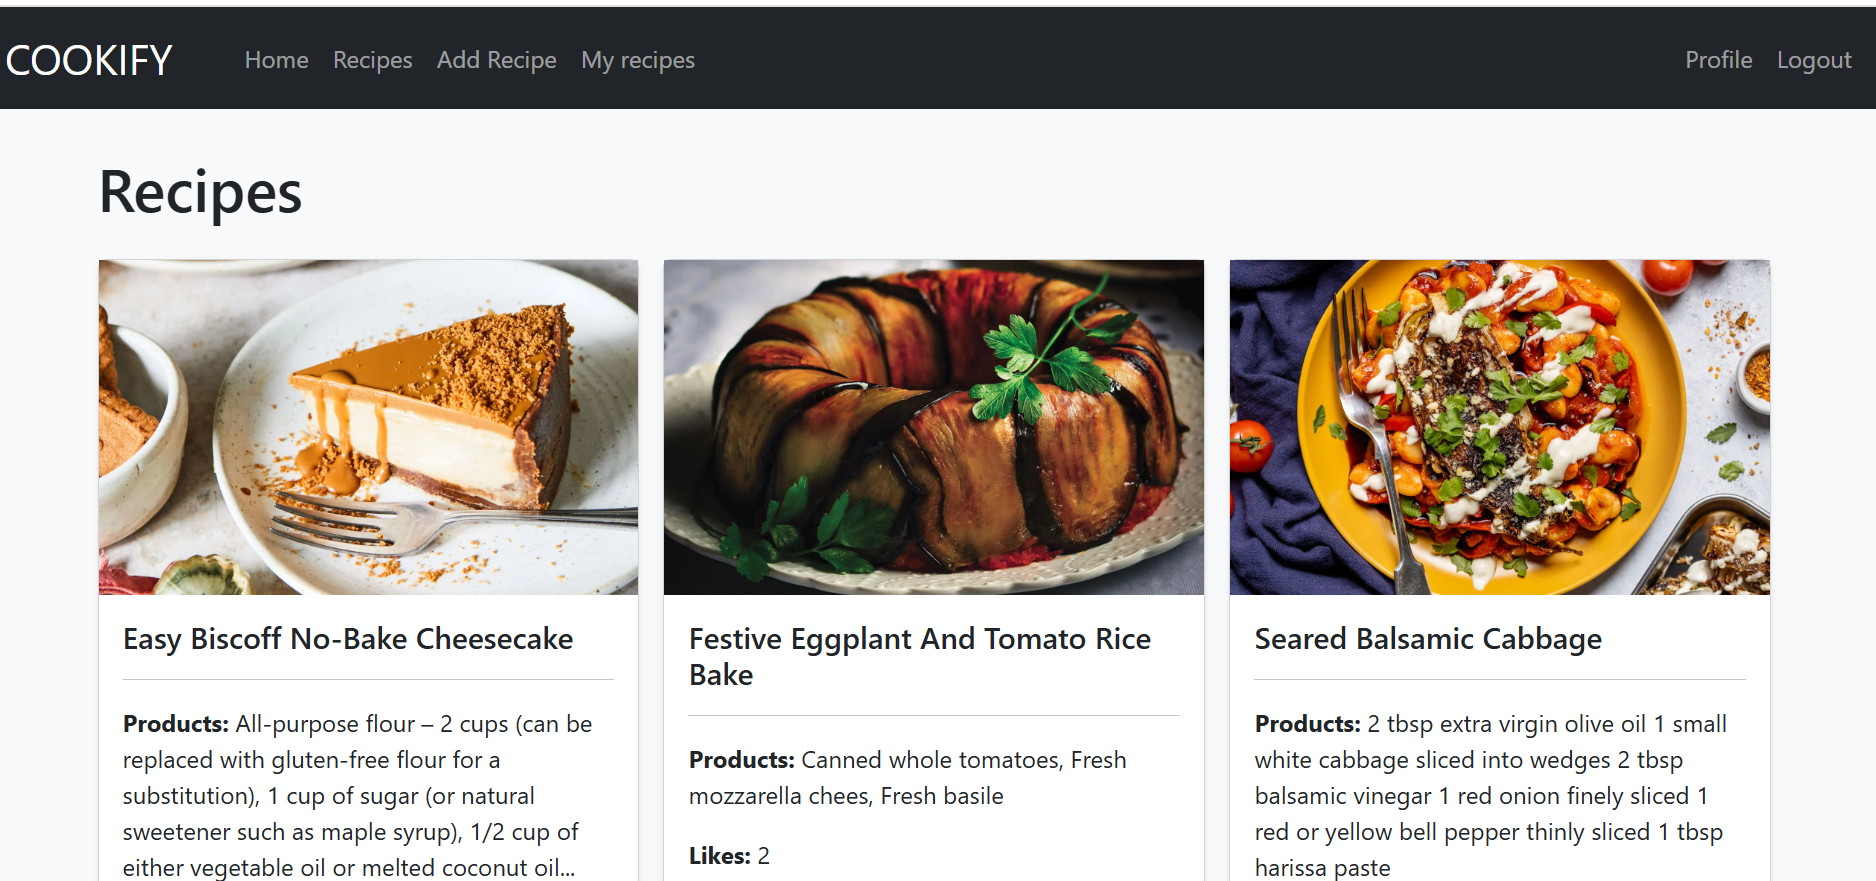 COOKIFY Home Recipes Add Recipe My recipes Profile Logout
Recipes
Easy Biscoff No-Bake Cheesecake
Products: All-purpose flour – 2 cups (can be
replaced with gluten-free flour for a
substitution), 1 cup of sugar (or natural
sweetener such as maple syrup), 1/2 cup of
either vegetable oil or melted coconut oil...
Festive Eggplant And Tomato Rice
Bake
Products: Canned whole tomatoes, Fresh
mozzarella chees, Fresh basile
Likes: 2
Seared Balsamic Cabbage
Products: 2 tbsp extra virgin olive oil 1 small
white cabbage sliced into wedges 2 tbsp
balsamic vinegar 1 red onion finely sliced 1
red or yellow bell pepper thinly sliced 1 tbsp
harissa paste